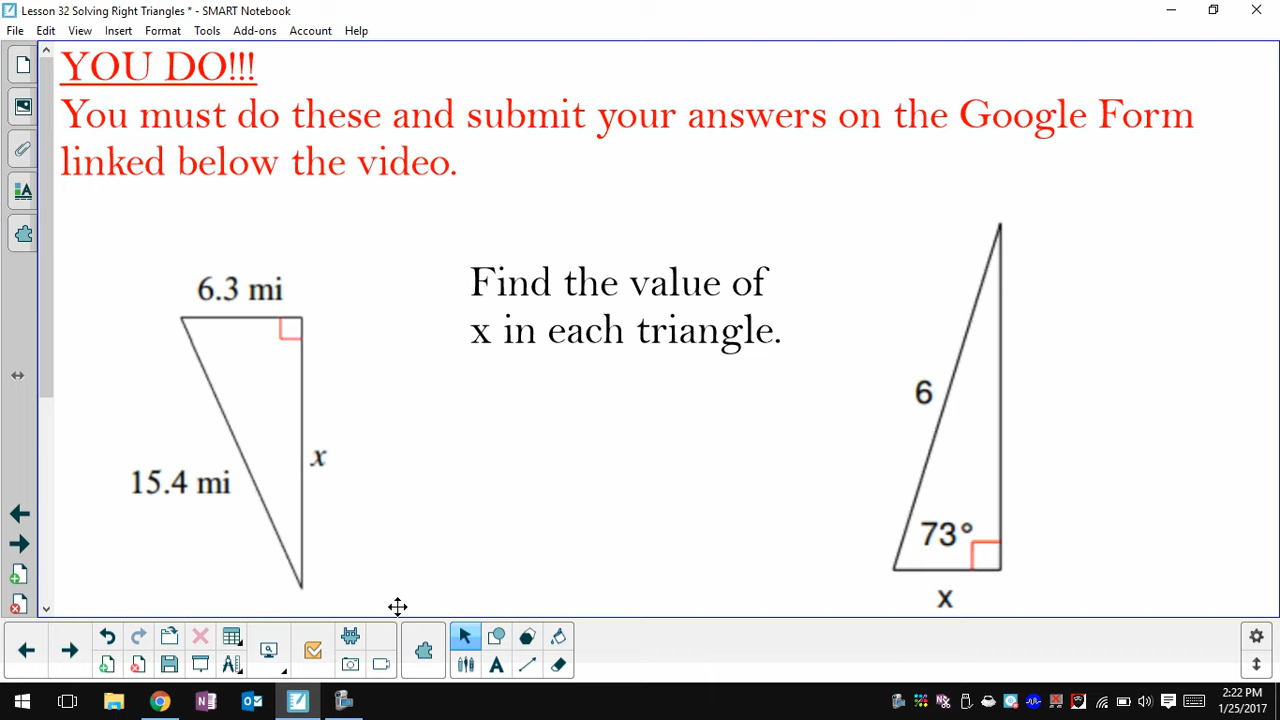 Lesson 32 Solving Right Triangles * - SMART Notebook
File Edit View Insert Format Tools Add-ons Account Help
YOU DO!!!
You must do these and submit your answers on the Google Form
linked below the video.
6.3 mi
15.4 mi
x
Find the value of
x in each triangle.
6
73°
x
2:22 PM
1/25/2017